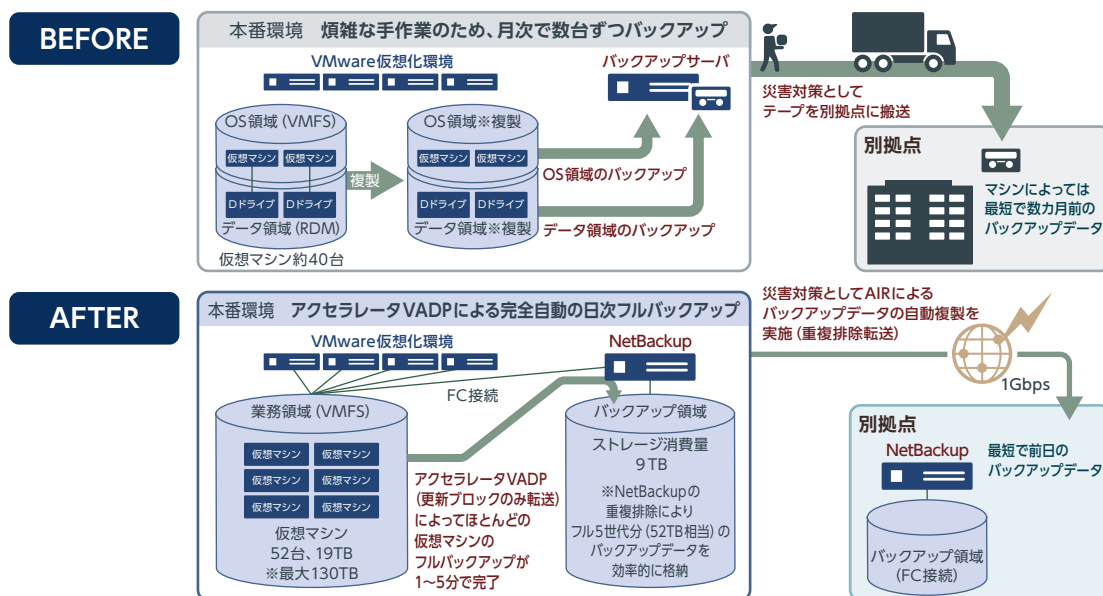 BEFORE
本番環境 煩雑な手作業のため、月次で数台ずつバックアップ
VMware仮想化環境
バックアップサーバ
OS領域(VMFS)
仮想マシン 仮想マシン
Dドライブ Dドライブ
データ領域(RDM)
仮想マシン約40台
複製
OS領域※複製
仮想マシン 仮想マシン
Dドライブ Dドライブ
データ領域※複製
OS領域のバックアップ
データ領域のバックアップ
災害対策として
テープを別拠点に搬送
別拠点
マシンによっては
最短で数カ月前の
バックアップデータ
AFTER
本番環境 アクセラレータVADPによる完全自動の日次フルバックアップ
VMware仮想化環境
NetBackup
FC接続
業務領域(VMFS)
仮想マシン 仮想マシン
仮想マシン 仮想マシン
仮想マシン 仮想マシン
仮想マシン
52台、19TB
※最大130TB
アクセラレータVADP
(更新ブロックのみ転送)
によってほとんどの
仮想マシンの
フルバックアップが
1〜5分で完了
バックアップ領域
ストレージ消費量
9TB
※NetBackupの
重複排除により
フル5世代分(52TB相当)の
バックアップデータを
効率的に格納
災害対策としてAIRによる
バックアップデータの自動複製を
実施(重複排除転送)
1Gbps
別拠点
NetBackup
最短で前日の
バックアップデータ
バックアップ領域
(FC接続)